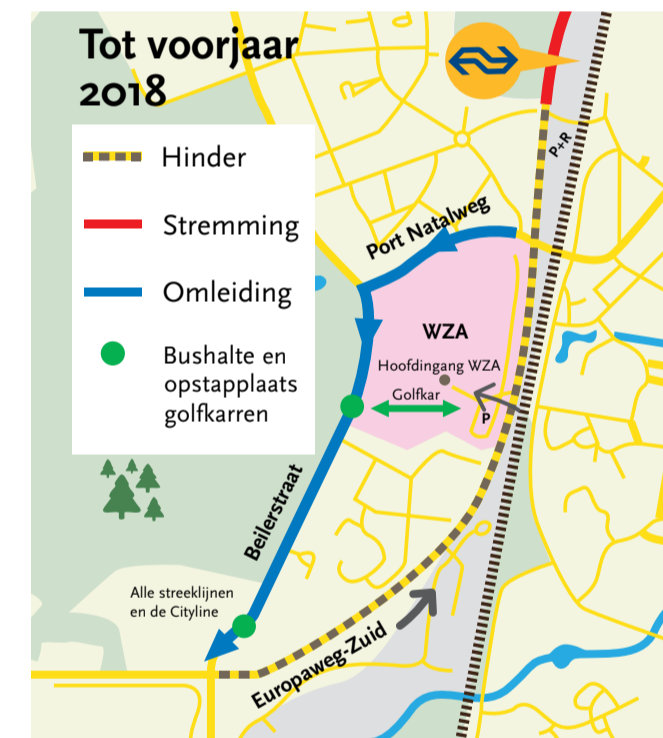 Tot voorjaar
2018
Hinder
Stremming
Omleiding
Bushalte en
opstapplaats
golfkarren
P+R
Port Natalweg
WZA
Hoofdingang WZA
Golfkar
P
Beilerstraat
Alle streeklijnen
en de Cityline
Europaweg-Zuid